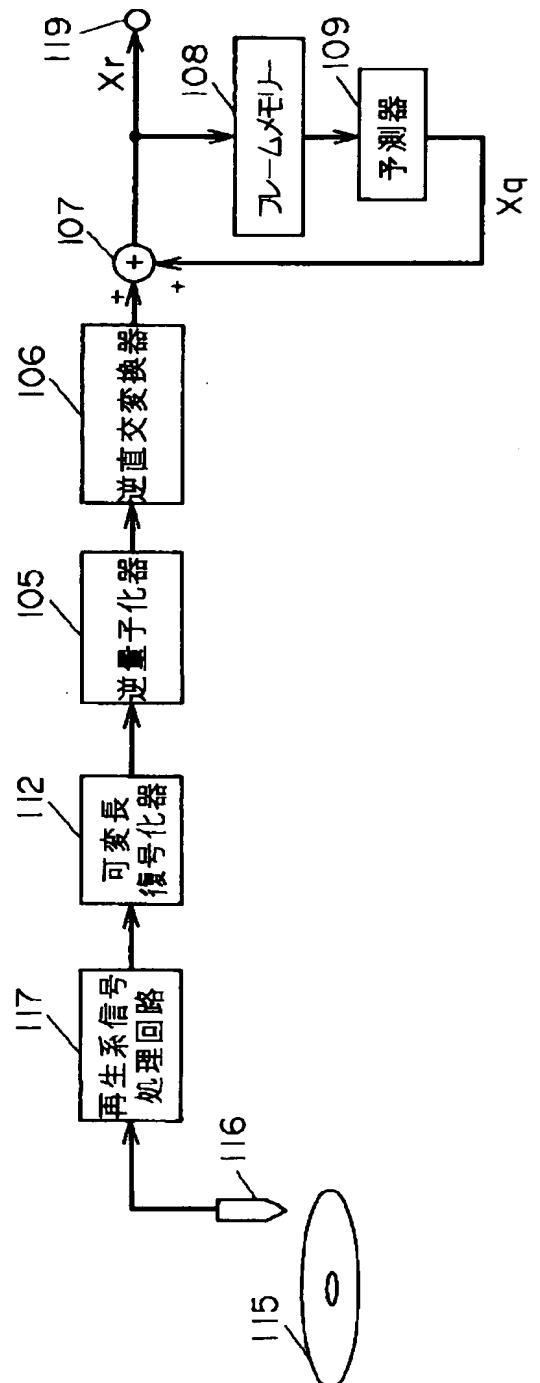 115
116
117
再生系信号
処理回路
112
可変長
復号化器
105
逆量子化器
106
逆直交変換器
107
+
+
+
Xr
119
108
フレームメモリー
109
予測器
Xq